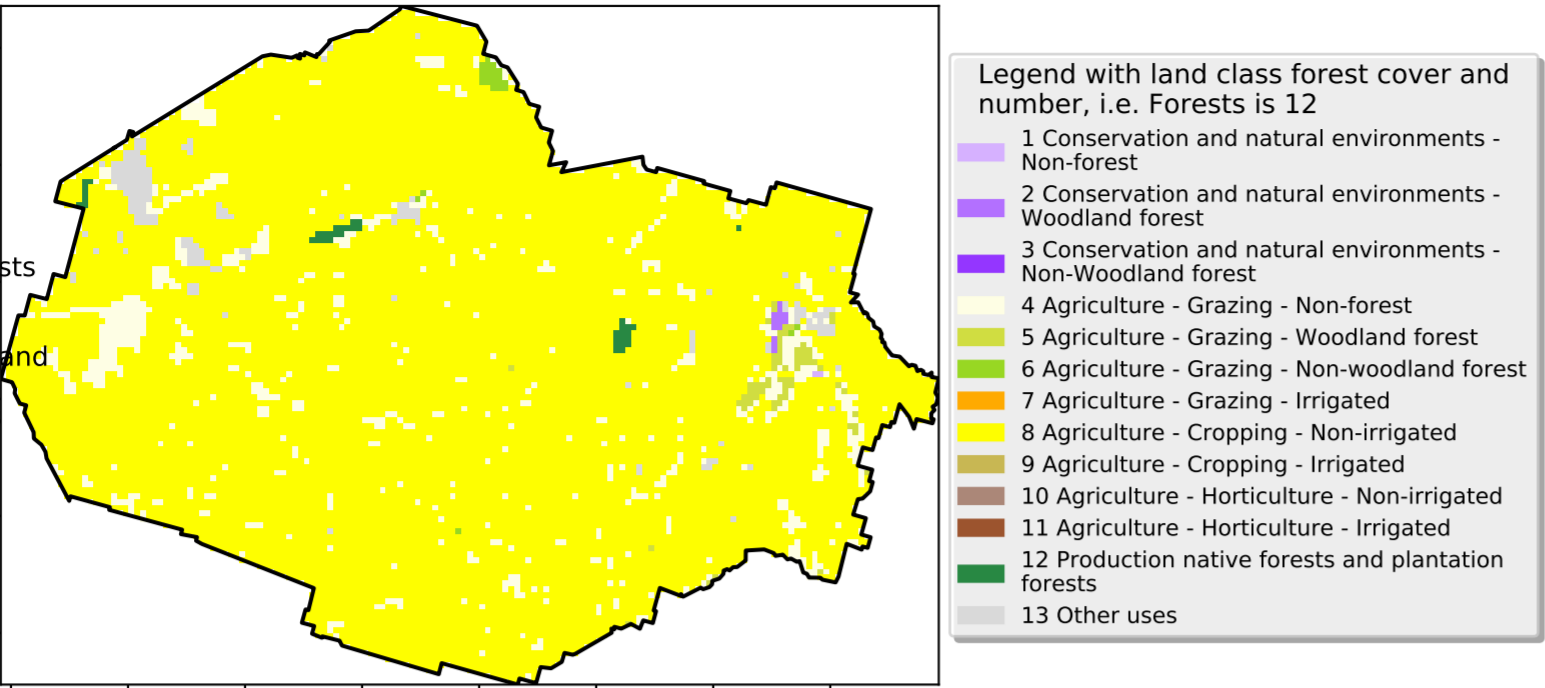 Legend with land class forest cover and
number, i.e. Forests is 12
1 Conservation and natural environments -
Non-forest
2 Conservation and natural environments -
Woodland forest
3 Conservation and natural environments -
Non-Woodland forest
4 Agriculture - Grazing - Non-forest
5 Agriculture - Grazing - Woodland forest
6 Agriculture - Grazing - Non-woodland forest
7 Agriculture - Grazing - Irrigated
8 Agriculture - Cropping - Non-irrigated
9 Agriculture - Cropping - Irrigated
10 Agriculture - Horticulture - Non-irrigated
11 Agriculture - Horticulture - Irrigated
12 Production native forests and plantation
forests
13 Other uses
sts
and